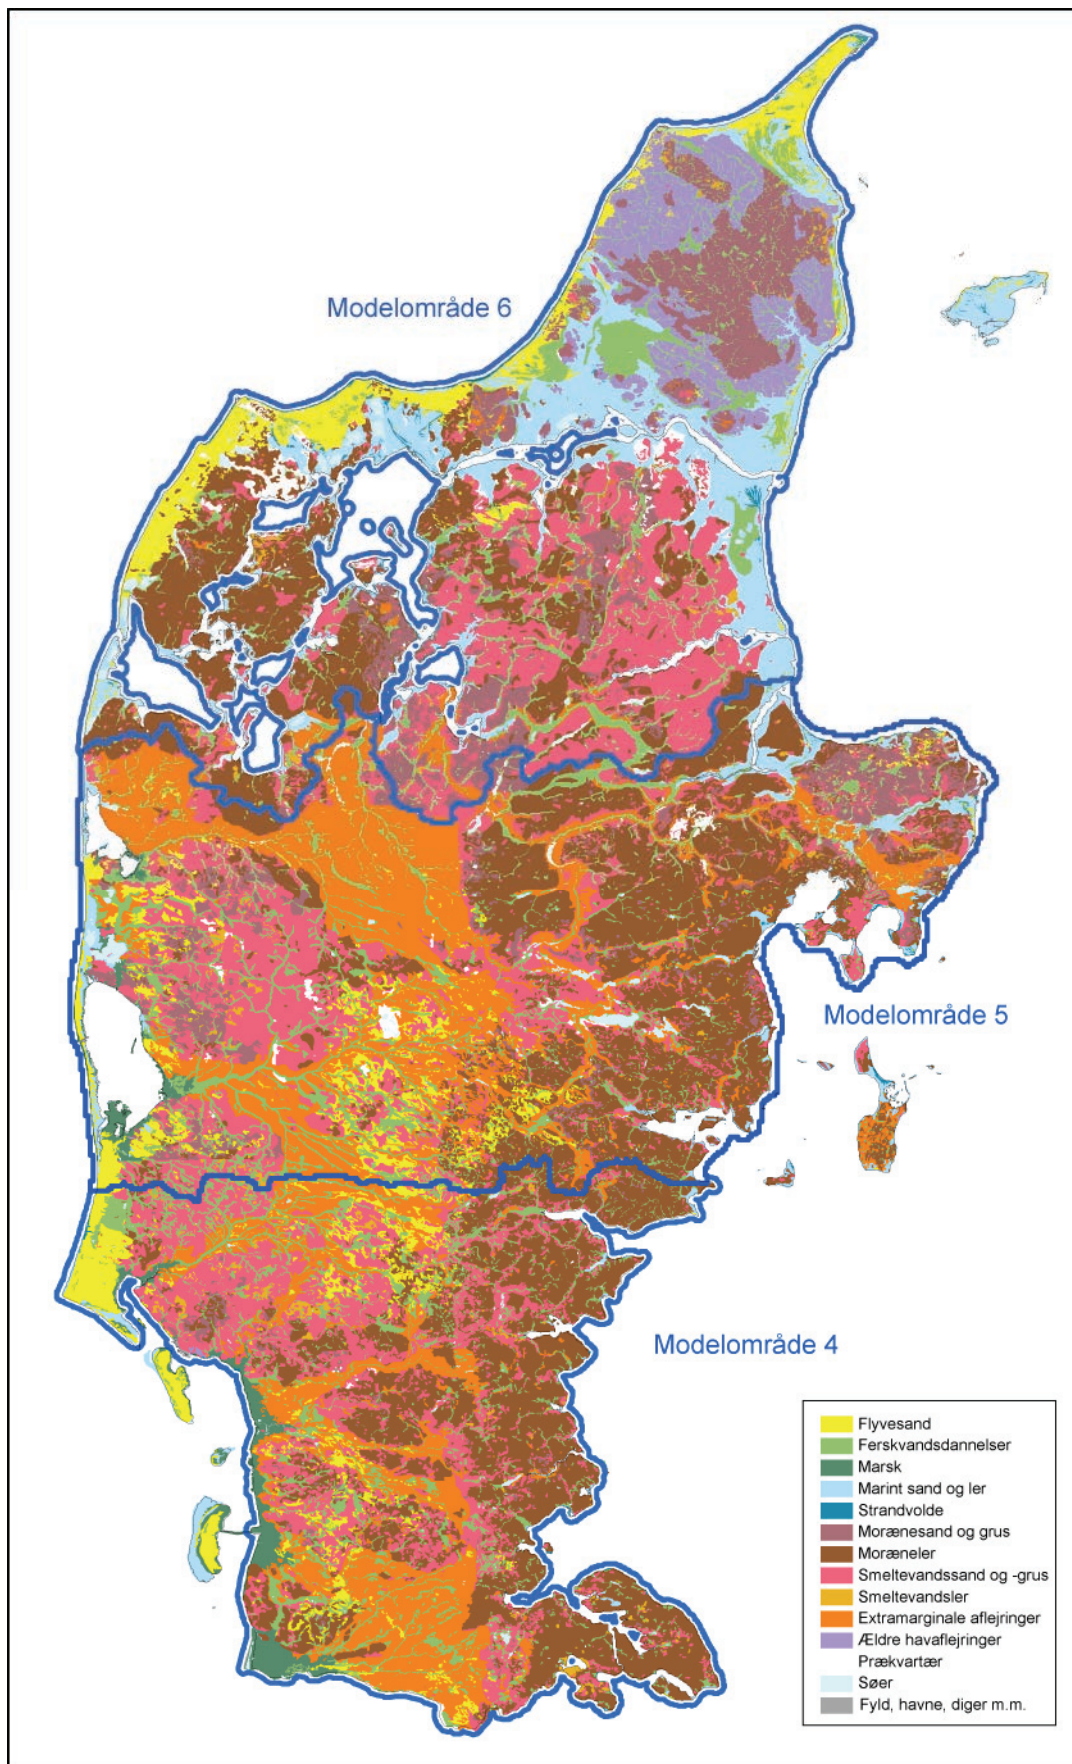 Modelområde 6
Modelområde 5
Modelområde 4
Flyvesand
Ferskvandsdannelser
Marsk
Marint sand og ler
Strandvolde
Morænesand og grus
Moræneler
Smeltevandssand og -grus
Smeltevandsler
Extramarginale aflejringer
Ældre havaflejringer
Prækvartær
Søer
Fyld, havne, diger m.m.